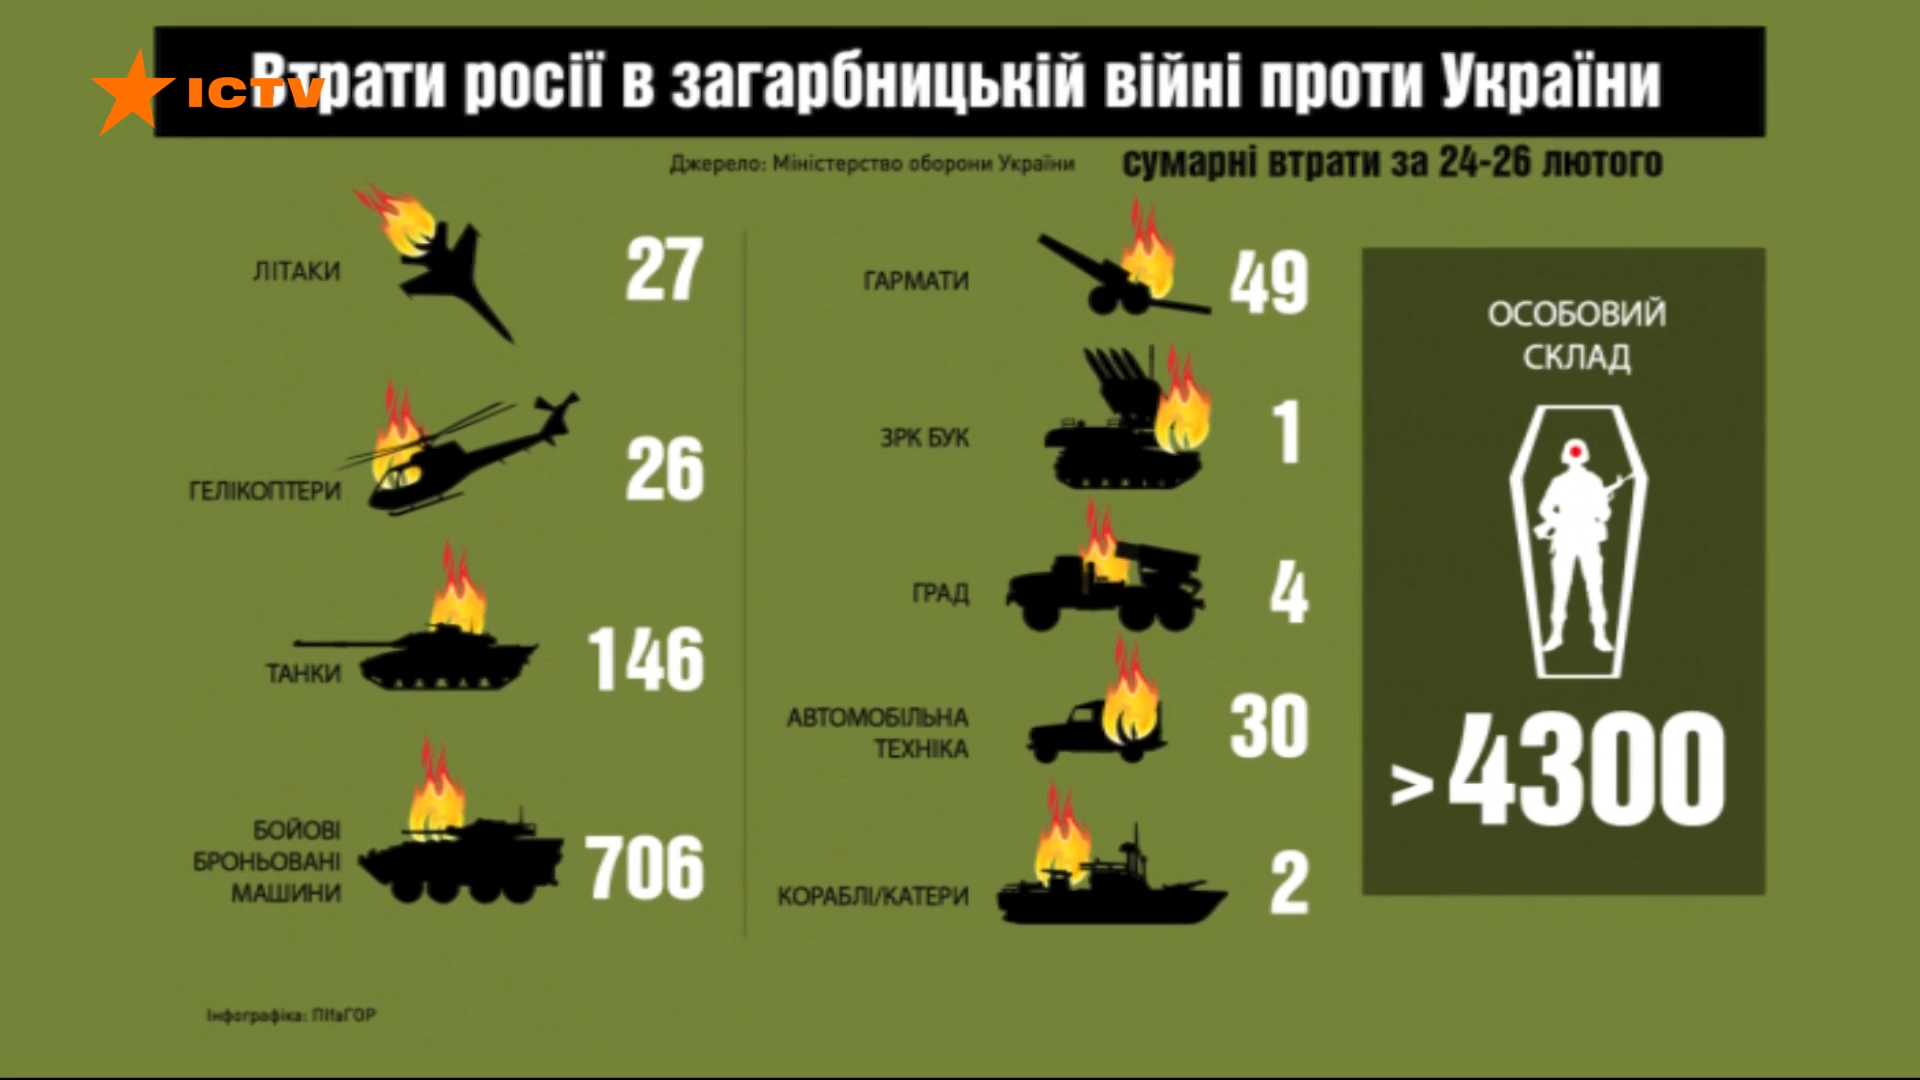 Втрати росії в загарбницькій війні проти України
ICTV
Джерело: Міністерство оборони України
сумарні втрати за 24-26 лютого
ЛІТАКИ
27
ГЕЛІКОПТЕРИ
26
ТАНКИ
146
БОЙОВІ
БРОНЬОВАНІ
МАШИНИ
706
ГАРМАТИ
49
ЗРК БУК
1
ГРАД
4
АВТОМОБІЛЬНА
ТЕХНІКА
30
КОРАБЛІ/КАТЕРИ
2
ОСОБОВИЙ
СКЛАД
>4300
Інфографіка: